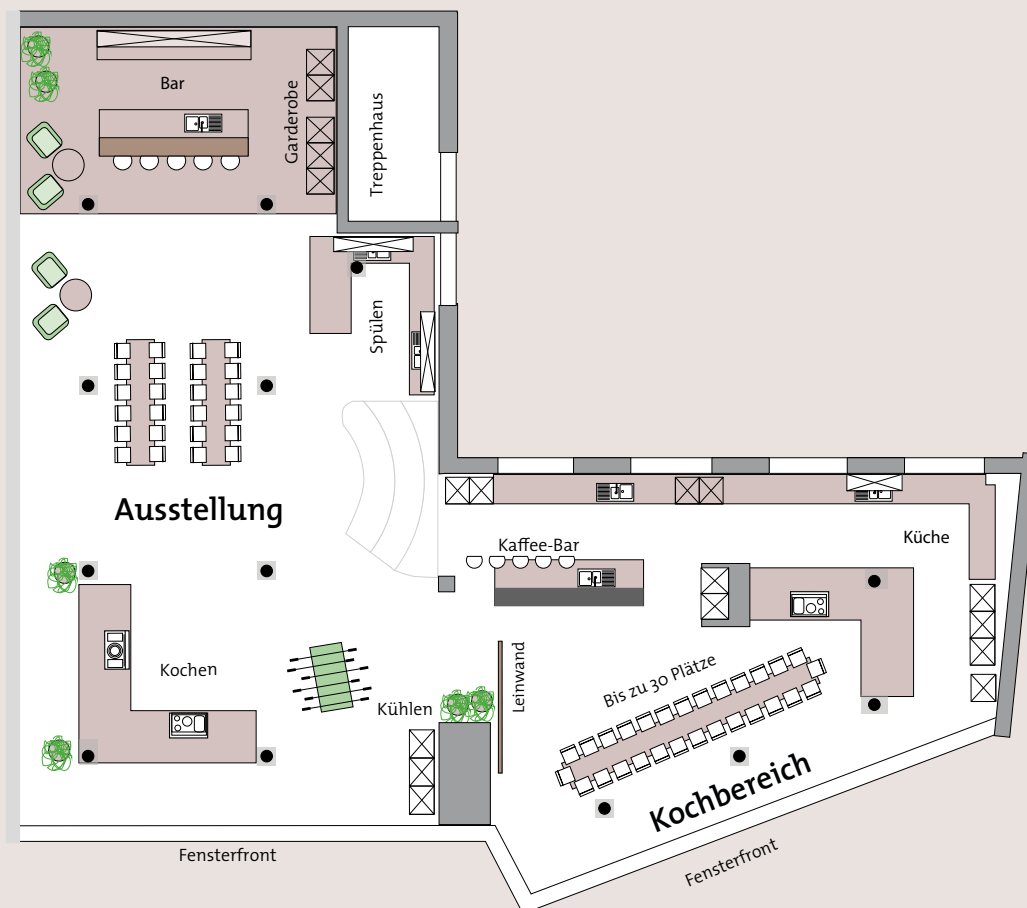 Bar
Garderobe
Treppenhaus
Spülen
Ausstellung
Kaffee-Bar
Küche
Kochen
Kühlen
Leinwand
Bis zu 30 Plätze
Kochbereich
Fensterfront
Fensterfront